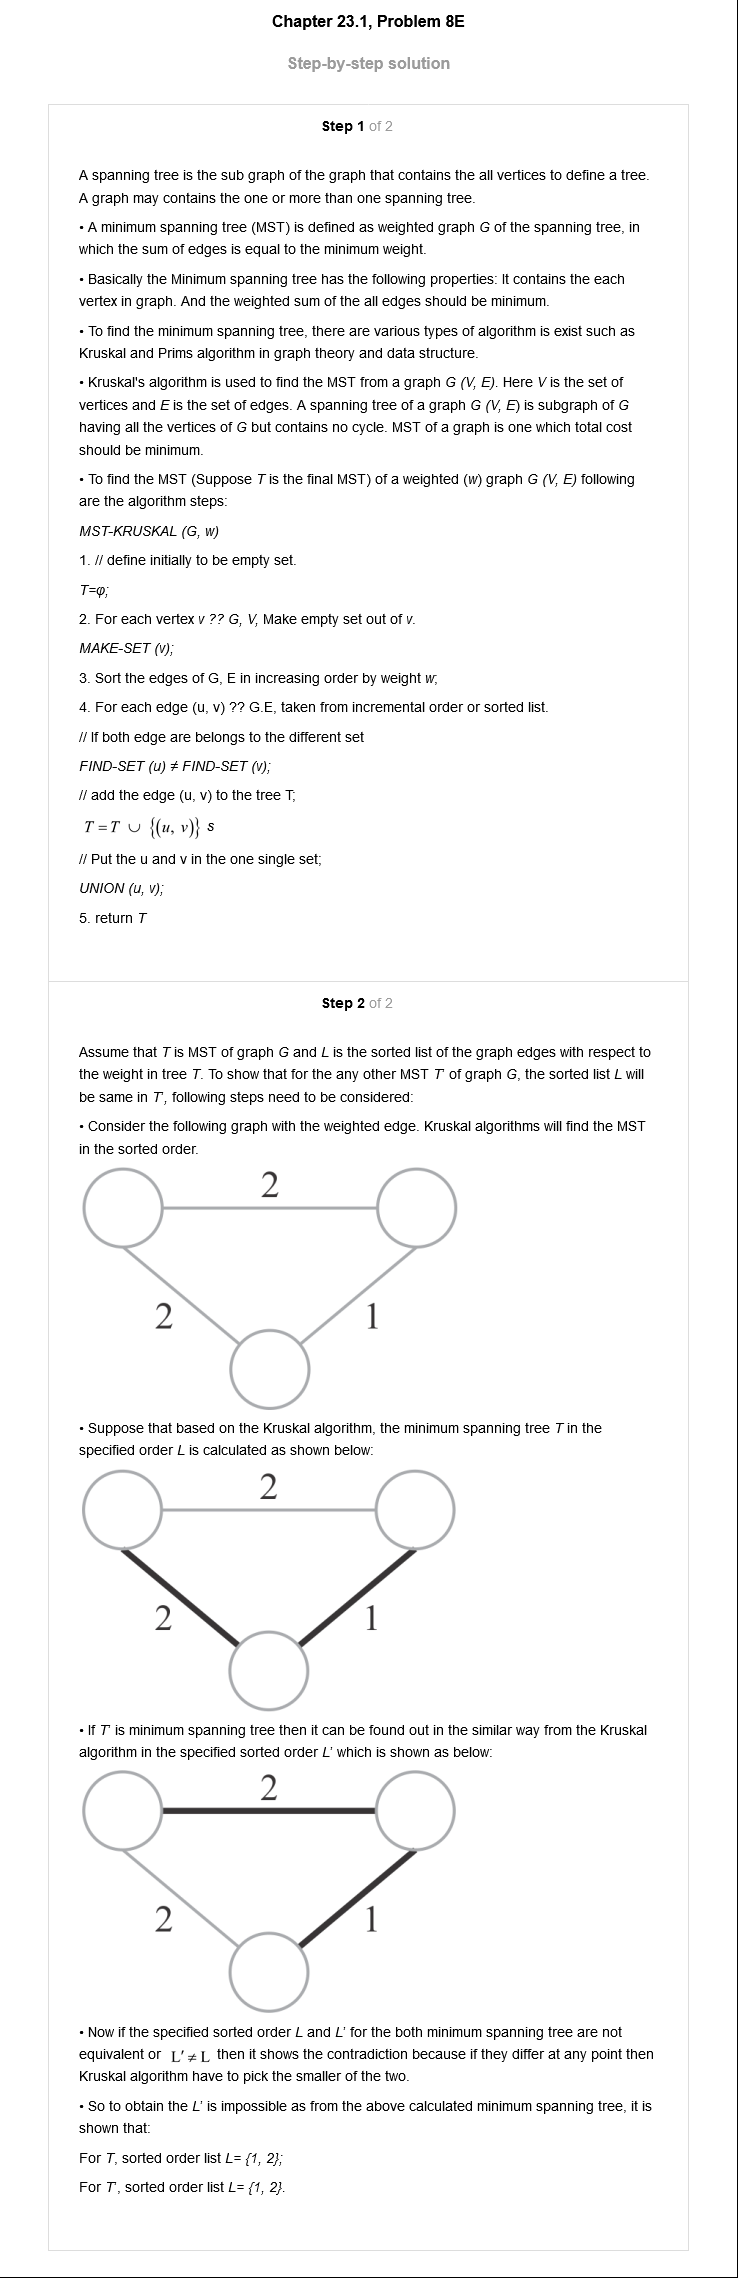 Chapter 23.1, Problem 8E
Step-by-step solution
Step 1 of 2
A spanning tree is the sub graph of the graph that contains the all vertices to define a tree.
A graph may contains the one or more than one spanning tree.
• A minimum spanning tree (MST) is defined as weighted graph G of the spanning tree, in
which the sum of edges is equal to the minimum weight.
• Basically the Minimum spanning tree has the following properties: It contains the each
vertex in graph. And the weighted sum of the all edges should be minimum.
• To find the minimum spanning tree, there are various types of algorithm is exist such as
Kruskal and Prims algorithm in graph theory and data structure.
• Kruskal's algorithm is used to find the MST from a graph G (V, E). Here V is the set of
vertices and E is the set of edges. A spanning tree of a graph G (V, E) is subgraph of G
having all the vertices of G but contains no cycle. MST of a graph is one which total cost
should be minimum.
• To find the MST (Suppose T is the final MST) of a weighted (w) graph G (V, E) following
are the algorithm steps:
MST-KRUSKAL (G, w)
1. // define initially to be empty set.
T=φ;
2. For each vertex v ?? G, V, Make empty set out of v.
MAKE-SET (v);
3. Sort the edges of G, E in increasing order by weight w;
4. For each edge (u, v) ?? G.E, taken from incremental order or sorted list.
// If both edge are belongs to the different set
FIND-SET (u) ≠ FIND-SET (v);
// add the edge (u, v) to the tree T;
T = T ∪ {(u, v)} s
// Put the u and v in the one single set;
UNION (u, v);
5. return T
Step 2 of 2
Assume that T is MST of graph G and L is the sorted list of the graph edges with respect to
the weight in tree T. To show that for the any other MST T' of graph G, the sorted list L will
be same in T', following steps need to be considered:
• Consider the following graph with the weighted edge. Kruskal algorithms will find the MST
in the sorted order.
2
2 1
• Suppose that based on the Kruskal algorithm, the minimum spanning tree T in the
specified order L is calculated as shown below:
2
2 1
• If T' is minimum spanning tree then it can be found out in the similar way from the Kruskal
algorithm in the specified sorted order L' which is shown as below:
2
2 1
• Now if the specified sorted order L and L' for the both minimum spanning tree are not
equivalent or L' ≠ L then it shows the contradiction because if they differ at any point then
Kruskal algorithm have to pick the smaller of the two.
• So to obtain the L' is impossible as from the above calculated minimum spanning tree, it is
shown that:
For T, sorted order list L= {1, 2};
For T', sorted order list L= {1, 2}.